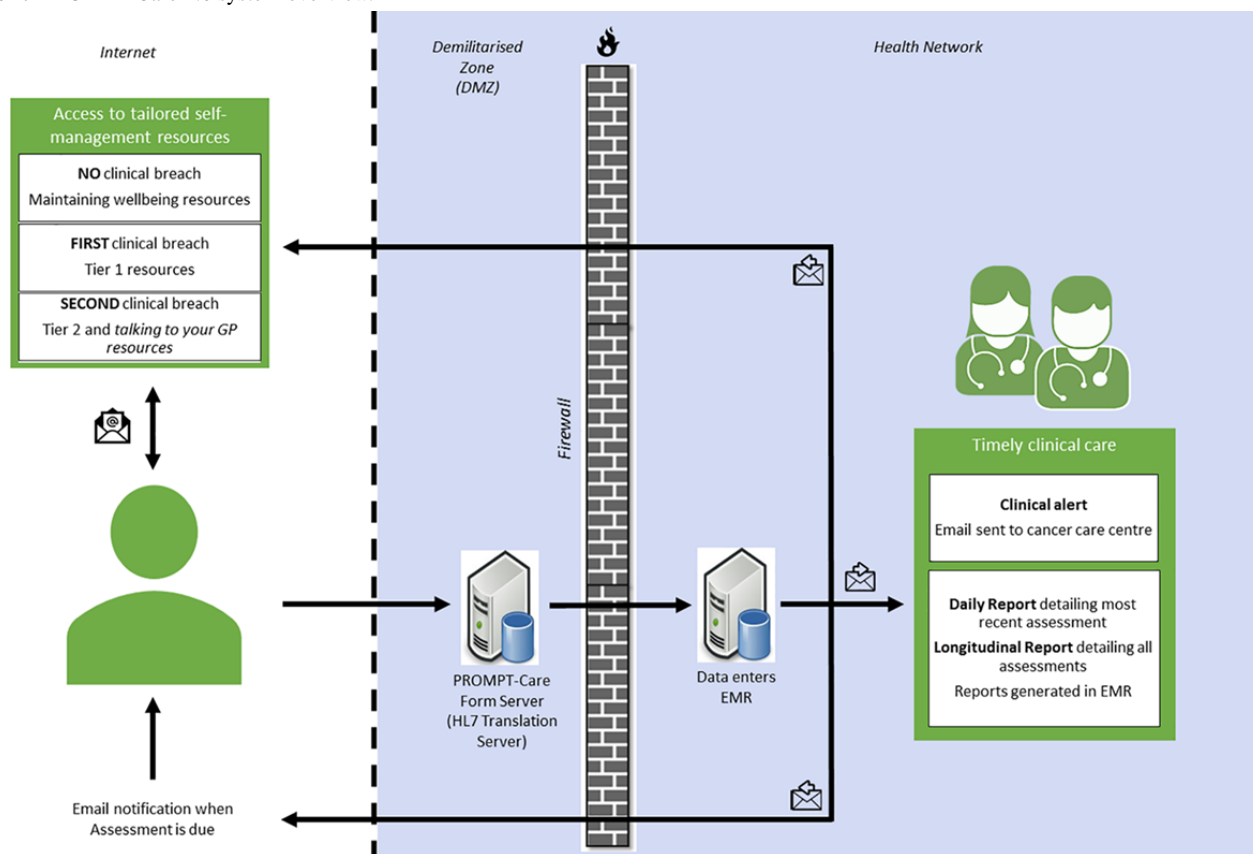 Internet
Demilitarised
Zone
(DMZ)
Health Network
Access to tailored self-
management resources
NO clinical breach
Maintaining wellbeing resources
FIRST clinical breach
Tier 1 resources
SECOND clinical breach
Tier 2 and talking to your GP
resources
@
Firewall
Timely clinical care
Clinical alert
Email sent to cancer care centre
Daily Report detailing most
recent assessment
Longitudinal Report detailing all
assessments
Reports generated in EMR
PROMPT-Care
Form Server
(HL7 Translation
Server)
Data enters
EMR
Email notification when
Assessment is due